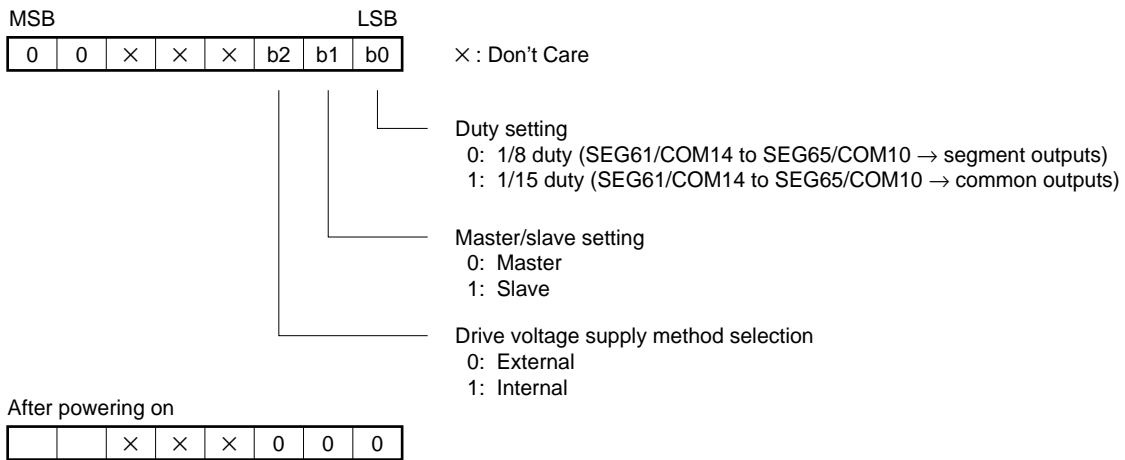 MSB LSB
0 0 × × × b2 b1 b0 × : Don't Care
Duty setting
0: 1/8 duty (SEG61/COM14 to SEG65/COM10 → segment outputs)
1: 1/15 duty (SEG61/COM14 to SEG65/COM10 → common outputs)
Master/slave setting
0: Master
1: Slave
Drive voltage supply method selection
0: External
1: Internal
After powering on
× × × 0 0 0